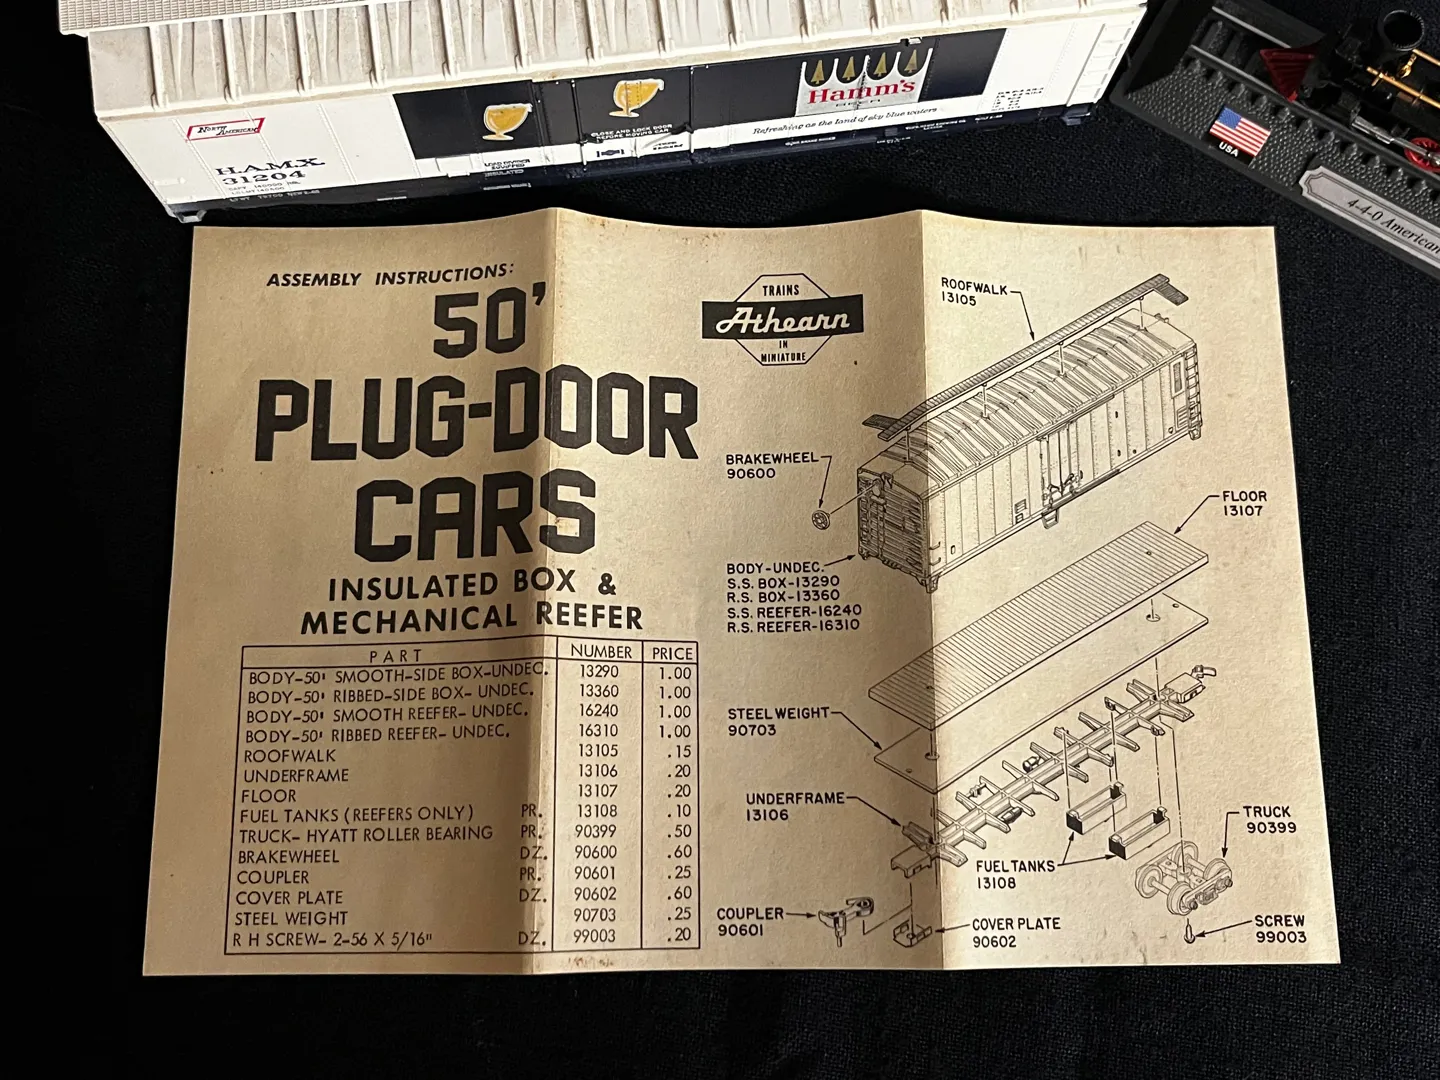 NORTH AMERICAN
H.A.M.X.
31204
CLOSE AND LOCK DOOR
BEFORE MOVING CAR
Hamm's
BEER
Refreshing as the land of sky blue waters
USA
4-4-0 American
ASSEMBLY INSTRUCTIONS:
50'
PLUG-DOOR
CARS
INSULATED BOX &
MECHANICAL REEFER
PART NUMBER PRICE
BODY-50' SMOOTH-SIDE BOX-UNDEC. 13290 1.00
BODY-50' RIBBED-SIDE BOX- UNDEC. 13360 1.00
BODY-50' SMOOTH REEFER- UNDEC. 16240 1.00
BODY-50' RIBBED REEFER- UNDEC. 16310 1.00
ROOFWALK 13105 .15
UNDERFRAME 13106 .20
FLOOR 13107 .20
FUEL TANKS (REEFERS ONLY) PR. 13108 .10
TRUCK- HYATT ROLLER BEARING PR. 90399 .50
BRAKEWHEEL DZ. 90600 .60
COUPLER PR. 90601 .25
COVER PLATE DZ. 90602 .60
STEEL WEIGHT 90703 .25
R H SCREW- 2-56 X 5/16" DZ. 99003 .20
TRAINS
Athearn
IN
MINIATURE
ROOFWALK
13105
BRAKEWHEEL
90600
FLOOR
13107
BODY-UNDEC.
S.S. BOX-13290
R.S. BOX-13360
S.S. REEFER-16240
R.S. REEFER-16310
STEEL WEIGHT
90703
UNDERFRAME
13106
FUEL TANKS
13108
TRUCK
90399
COUPLER
90601
COVER PLATE
90602
SCREW
99003